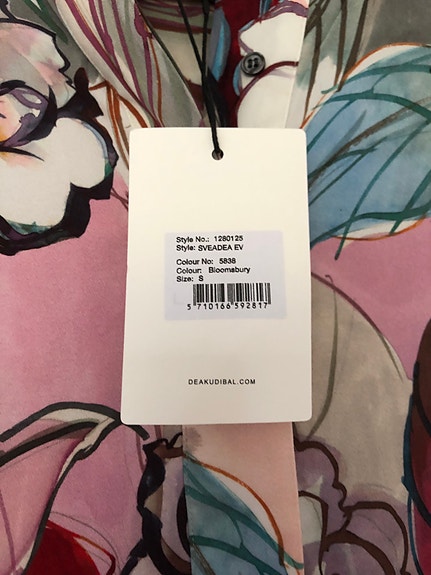 Style No.: 1280125
Style: SVEADEA EV
Colour No: 5838
Colour: Bloomsbury
Size: S
5 710166 592817
DEAKUDIBAL.COM